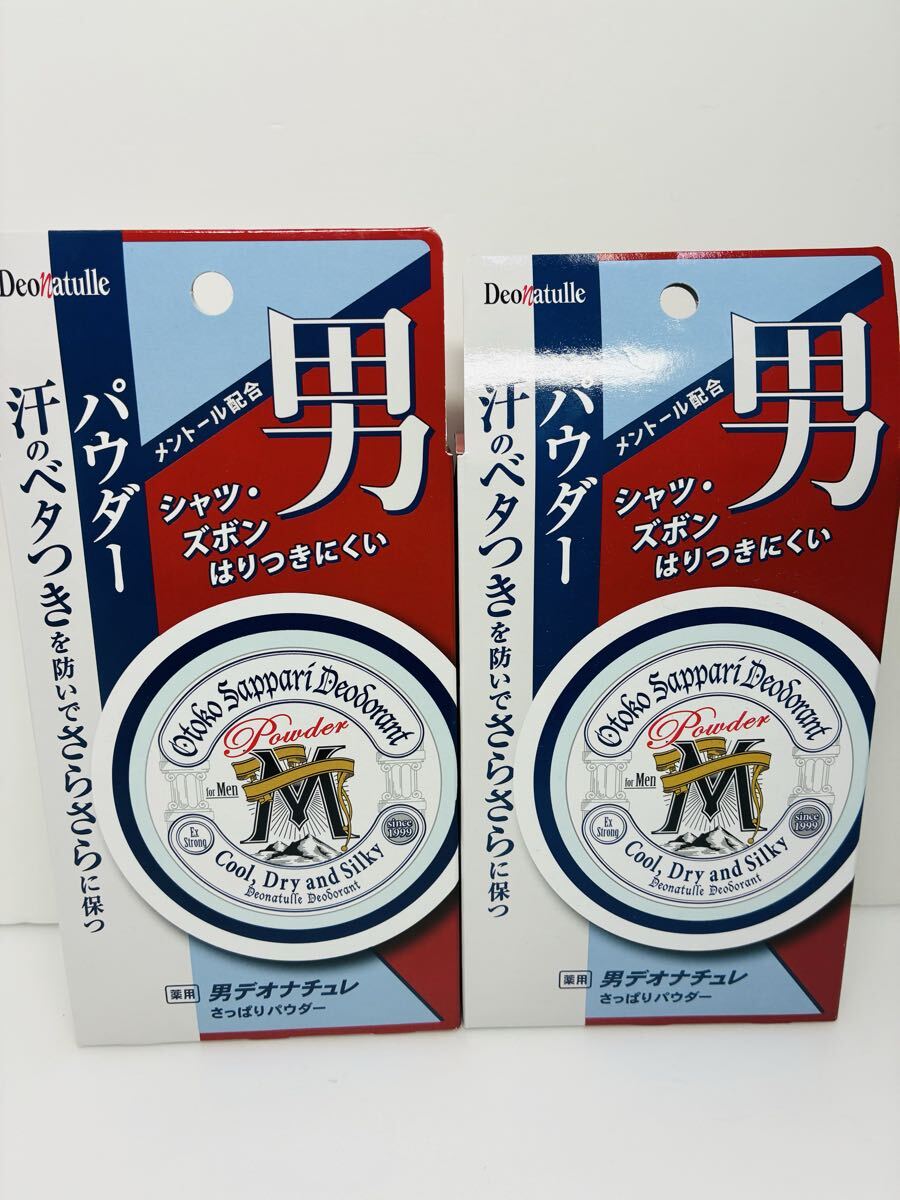 Deonatulle
男
メントール配合
パウダー
汗のベタつきを防いでさらさらに保つ
シャツ・
ズボン
はりつきにくい
Otoko Sappari Deodorant
Powder
for Men
M
Ex
Strong
since
1999
Cool, Dry and Silky
Deonatulle Deodorant
薬用
男デオナチュレ
さっぱりパウダー
Deonatulle
男
メントール配合
パウダー
汗のベタつきを防いでさらさらに保つ
シャツ・
ズボン
はりつきにくい
Otoko Sappari Deodorant
Powder
for Men
M
Ex
Strong
since
1999
Cool, Dry and Silky
Deonatulle Deodorant
薬用
男デオナチュレ
さっぱりパウダー